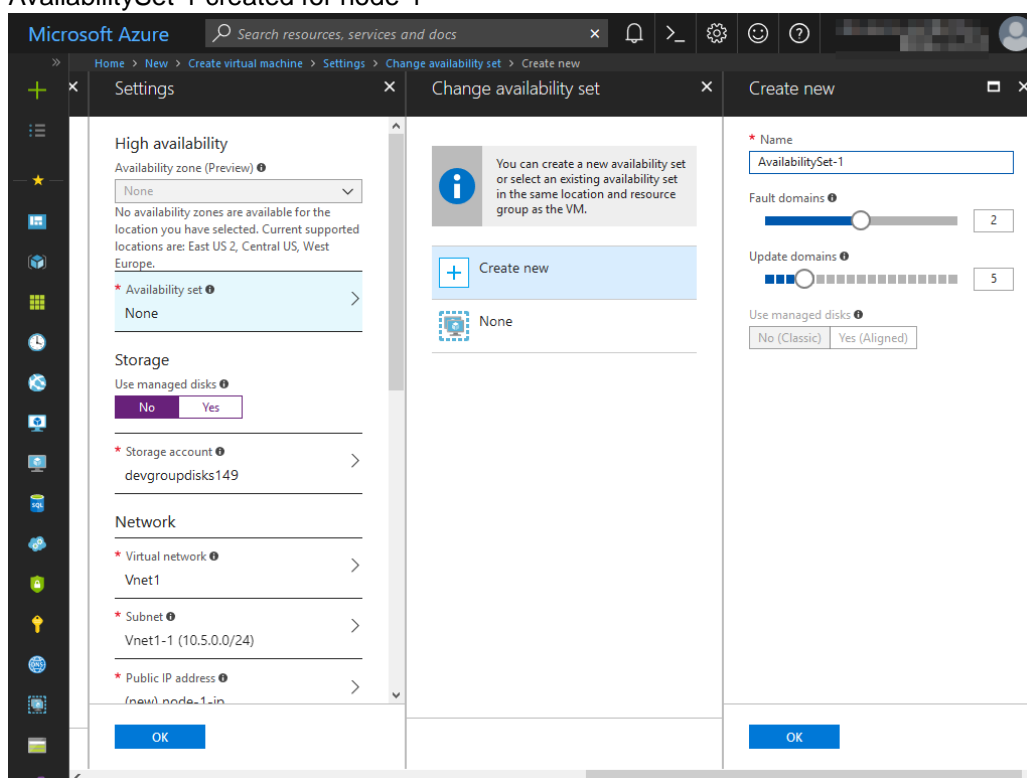 AvailabilitySet-1 created for node-1
Microsoft Azure
Search resources, services and docs
Home > New > Create virtual machine > Settings > Change availability set > Create new
Settings
High availability
Availability zone (Preview)
None
No availability zones are available for the
location you have selected. Current supported
locations are: East US 2, Central US, West
Europe.
* Availability set
None
Storage
Use managed disks
No Yes
* Storage account
devgroupdisks149
Network
* Virtual network
Vnet1
* Subnet
Vnet1-1 (10.5.0.0/24)
* Public IP address
(new) node-1-ip
OK
Change availability set
You can create a new availability set
or select an existing availability set
in the same location and resource
group as the VM.
Create new
None
Create new
* Name
AvailabilitySet-1
Fault domains
2
Update domains
5
Use managed disks
No (Classic) Yes (Aligned)
OK
SQL
DNS